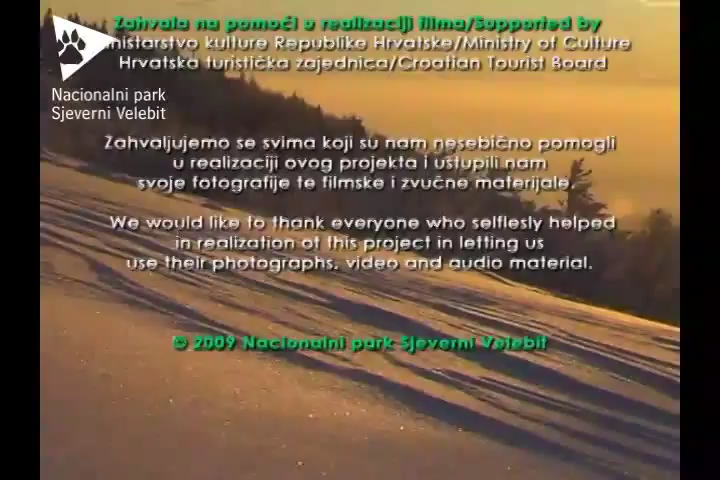 Zahvala na pomoći u realizaciji filma/Supported by
nistarstvo kulture Republike Hrvatske/Ministry of Culture
Hrvatska turistička zajednica/Croatian Tourist Board
Nacionalni park
Sjeverni Velebit
Zahvaljujemo se svima koji su nam nesebično pomogli
u realizaciji ovog projekta i ustupili nam
svoje fotografije te filmske i zvučne materijale.
We would like to thank everyone who selflesly helped
in realization of this project in letting us
use their photographs, video and audio material.
© 2009 Nacionalni park Sjeverni Velebit